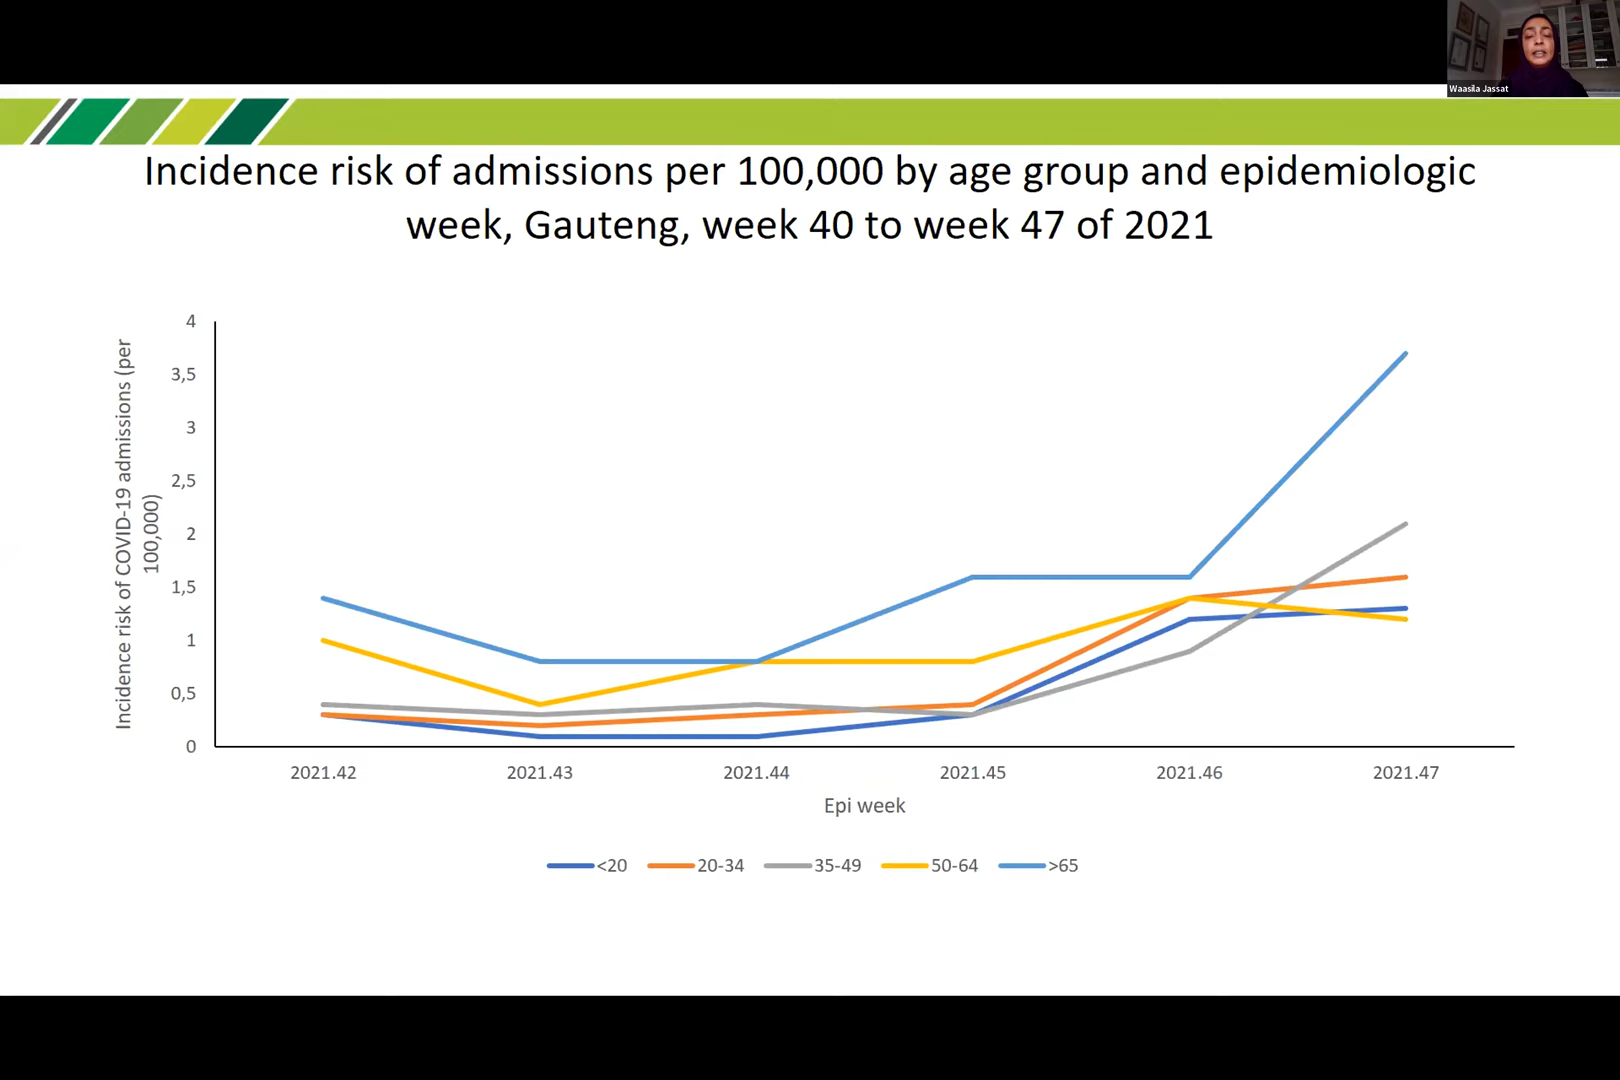 Waasila Jassat
Incidence risk of admissions per 100,000 by age group and epidemiologic
week, Gauteng, week 40 to week 47 of 2021
Incidence risk of COVID-19 admissions (per
100,000)
4
3,5
3
2,5
2
1,5
1
0,5
0
2021.42 2021.43 2021.44 2021.45 2021.46 2021.47
Epi week
<20 20-34 35-49 50-64 >65